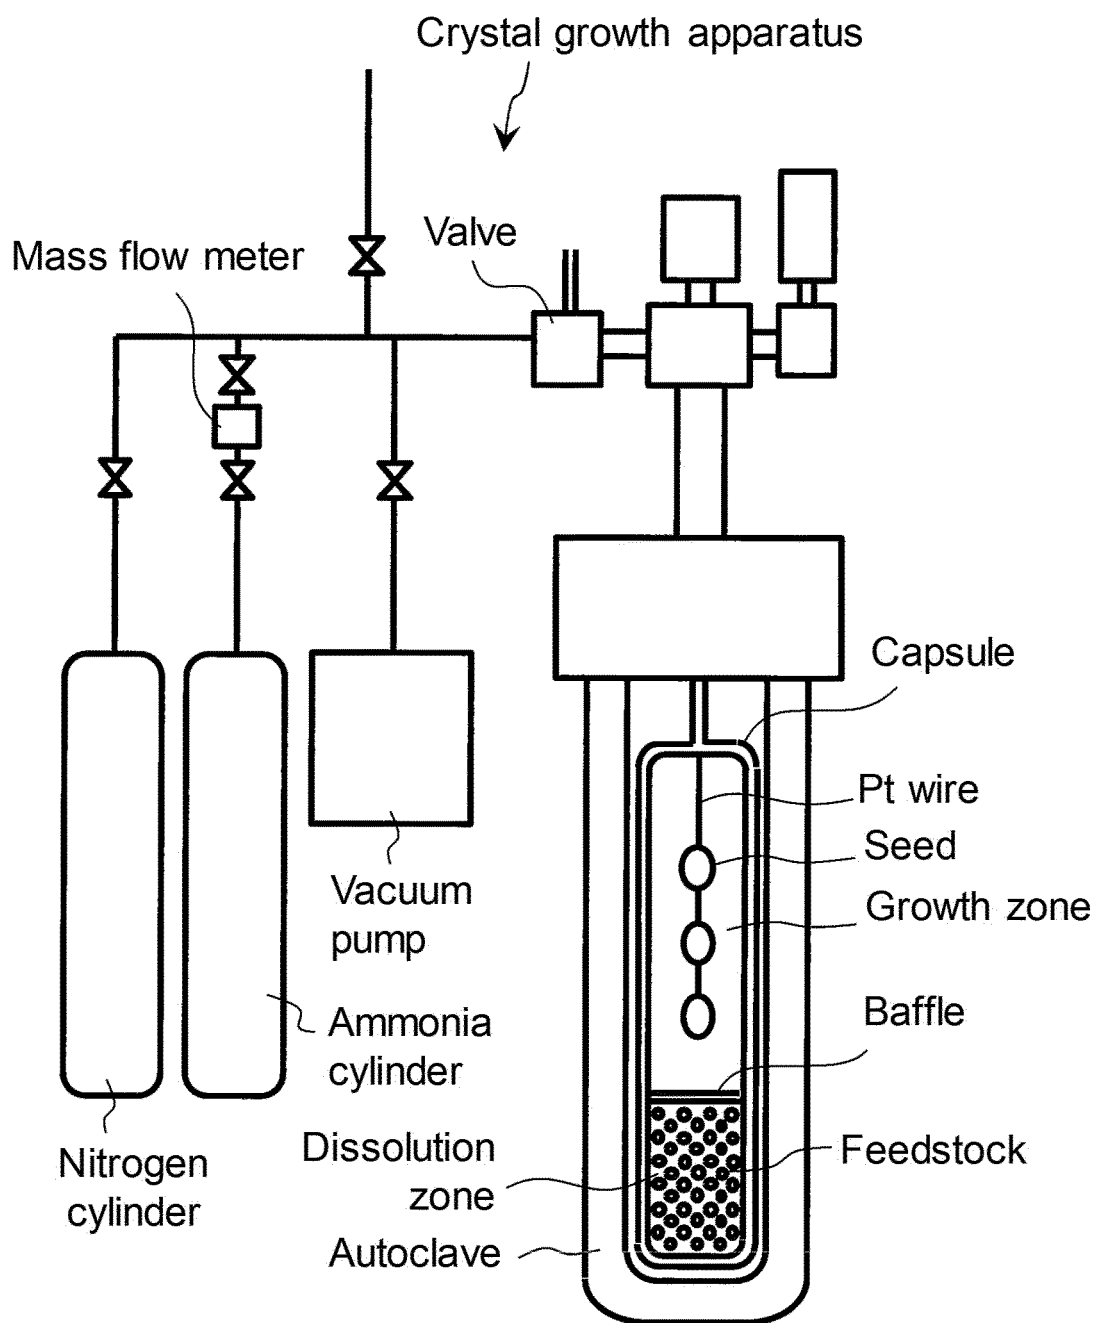 Crystal growth apparatus
Valve
Mass flow meter
Capsule
Pt wire
Seed
Growth zone
Vacuum
pump
Baffle
Ammonia
cylinder
Dissolution
zone
Feedstock
Nitrogen
cylinder
Autoclave